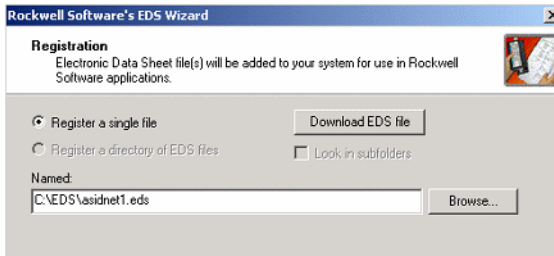 Rockwell Software's EDS Wizard
Registration
Electronic Data Sheet file(s) will be added to your system for use in Rockwell
Software applications.
Register a single file
Download EDS file
Register a directory of EDS files
Look in subfolders
Named:
C:\EDS\asidnet1.eds
Browse...